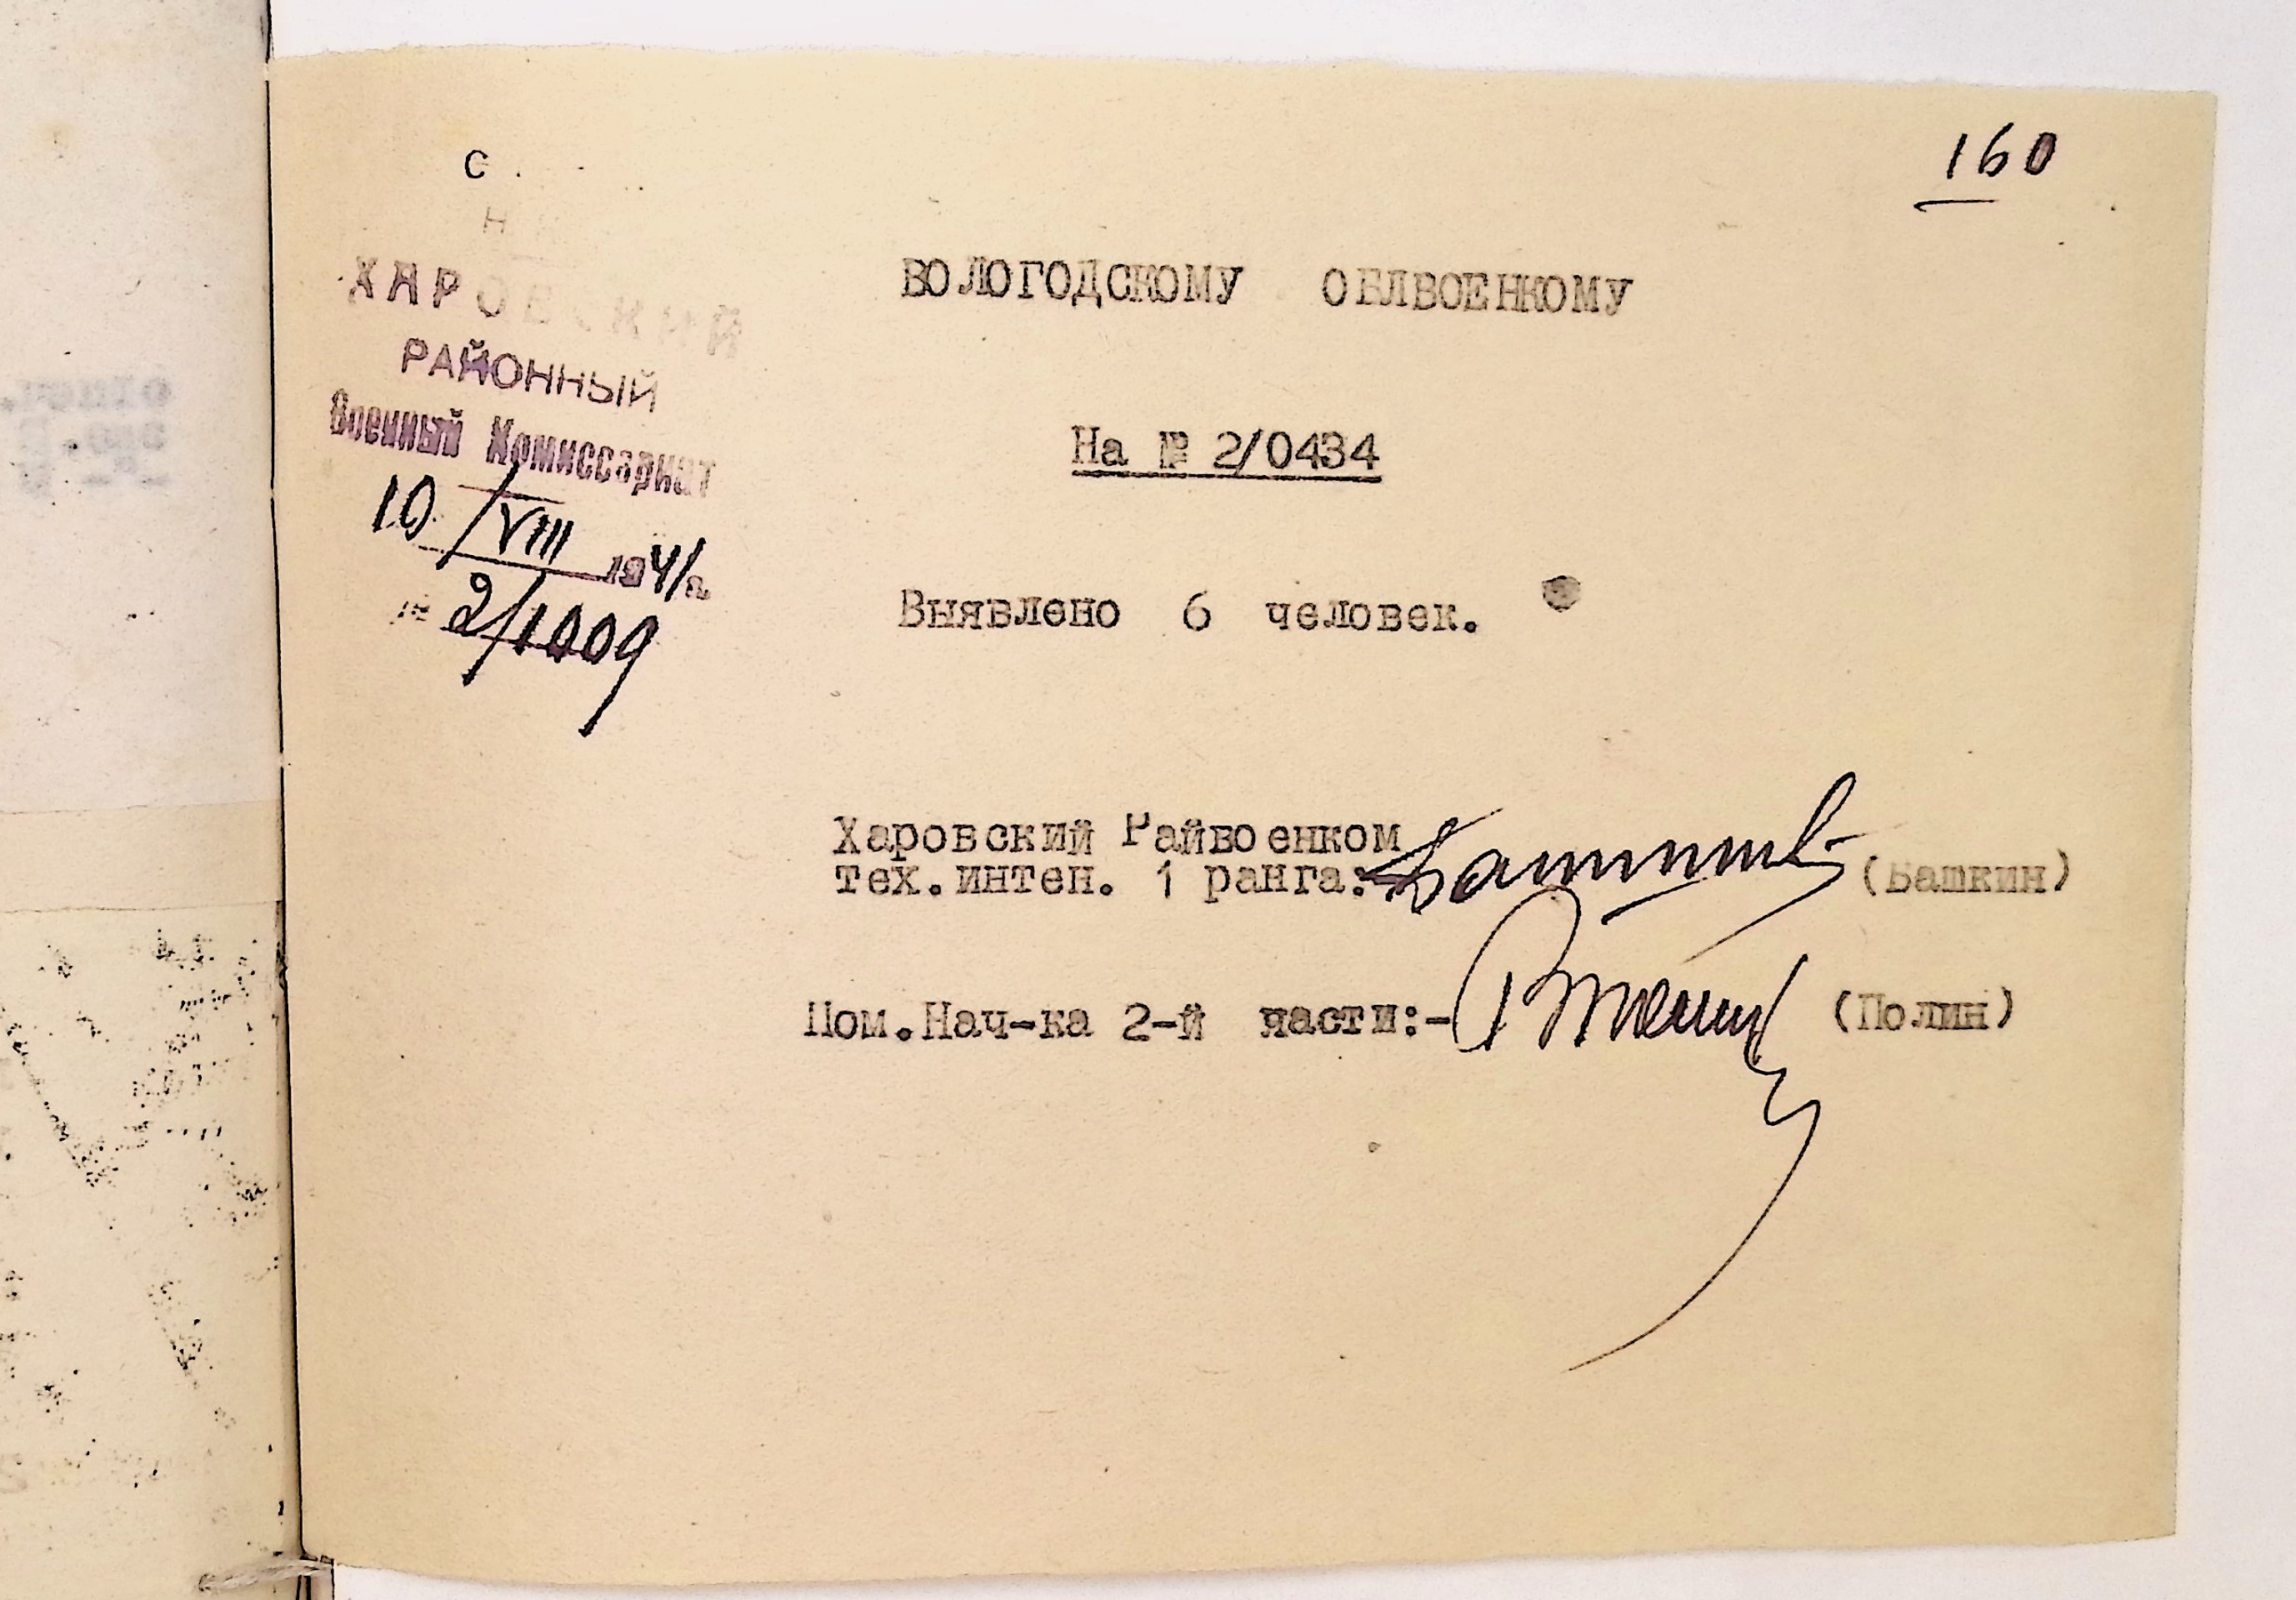 160
С
Н
ХАРОВСКИЙ
РАЙОННЫЙ
Военный Комиссариат
10/VIII 1941г.
№ 2/1009
ВОЛОГОДСКОМУ ОБЛВОЕНКОМУ
На № 2/0434
Выявлено 6 человек.
Харовский Райвоенком
тех.интен. 1 ранга: (Башкин)
Пом.Нач-ка 2-й части:- (Полин)